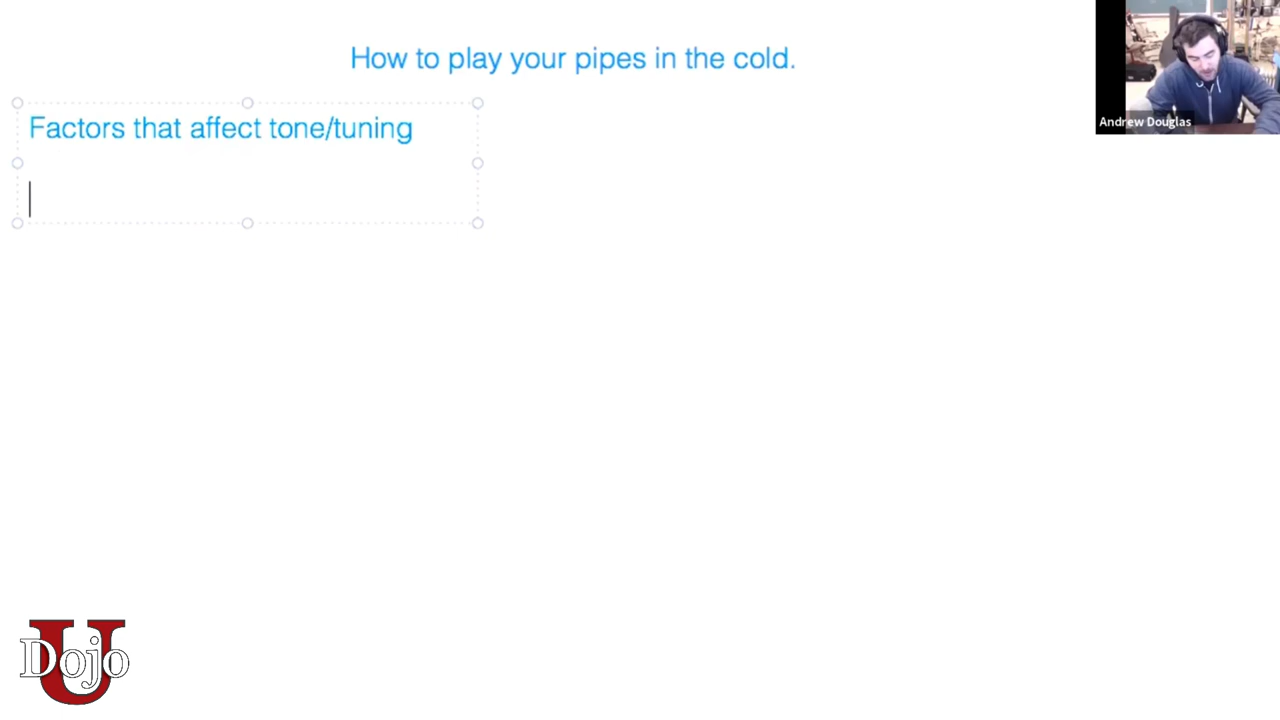 How to play your pipes in the cold.
Factors that affect tone/tuning
Andrew Douglas
U
Dojo